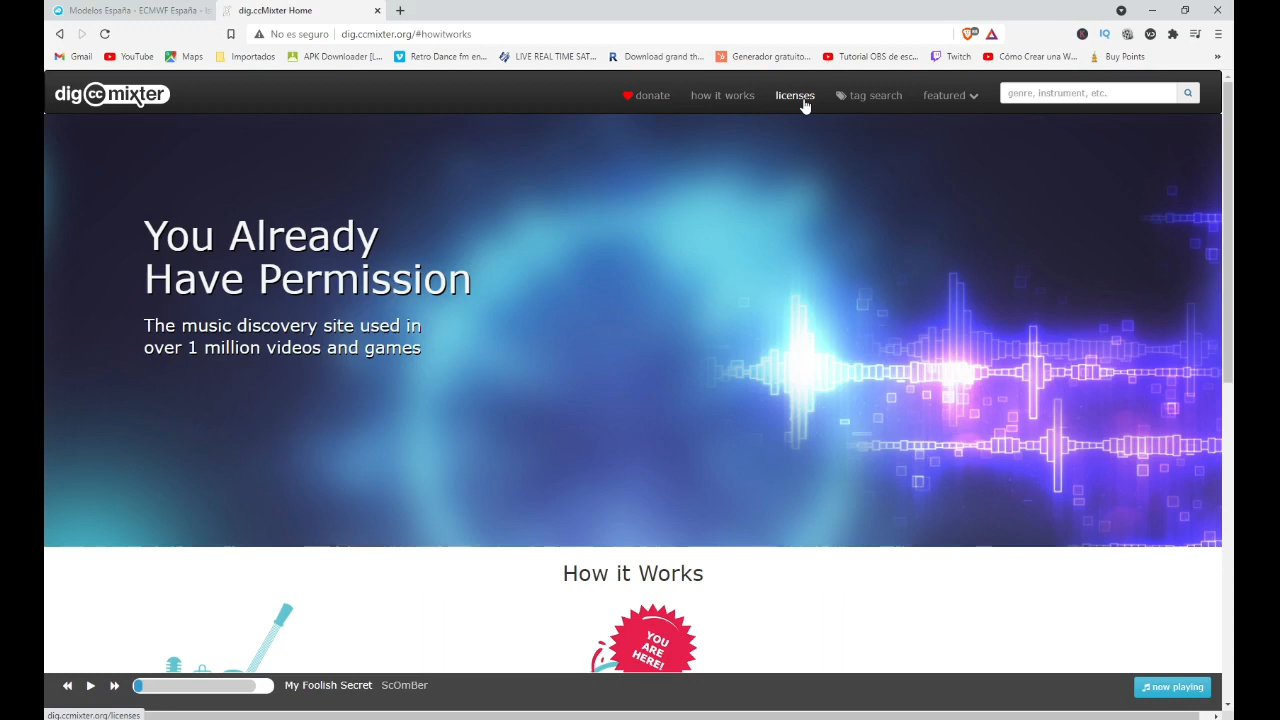 Modelos España - ECMWF España - Is
dig.ccMixter Home
No es seguro
dig.ccmixter.org/#howitworks
Gmail
YouTube
Maps
Importados
APK Downloader [L...
Retro Dance fm en...
LIVE REAL TIME SAT...
Download grand th...
Generador gratuito...
Tutorial OBS de esc...
Twitch
Cómo Crear una W...
Buy Points
»
dig cc mixter
donate
how it works
licenses
tag search
featured
genre, instrument, etc.
You Already
Have Permission
The music discovery site used in
over 1 million videos and games
How it Works
YOU
ARE
HERE!
My Foolish Secret ScOmBer
now playing
dig.ccmixter.org/licenses